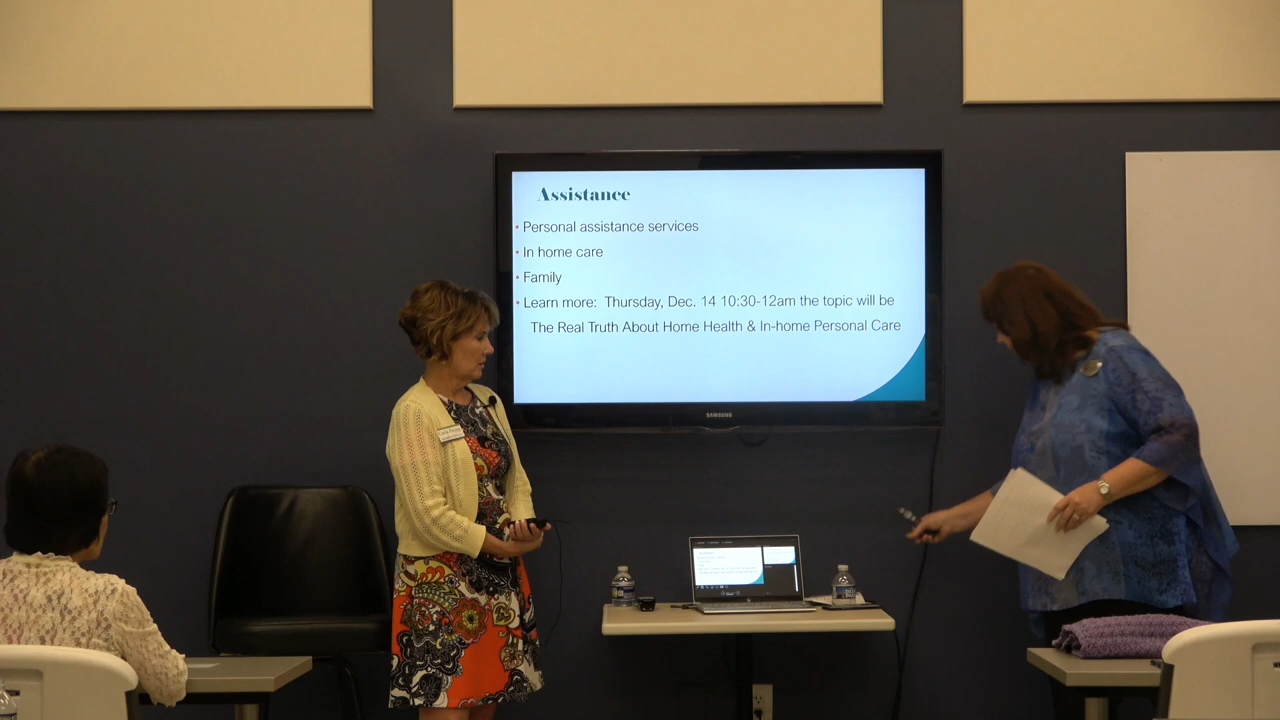 Assistance
• Personal assistance services
• In home care
• Family
• Learn more: Thursday, Dec. 14 10:30-12am the topic will be
The Real Truth About Home Health & In-home Personal Care
SAMSUNG